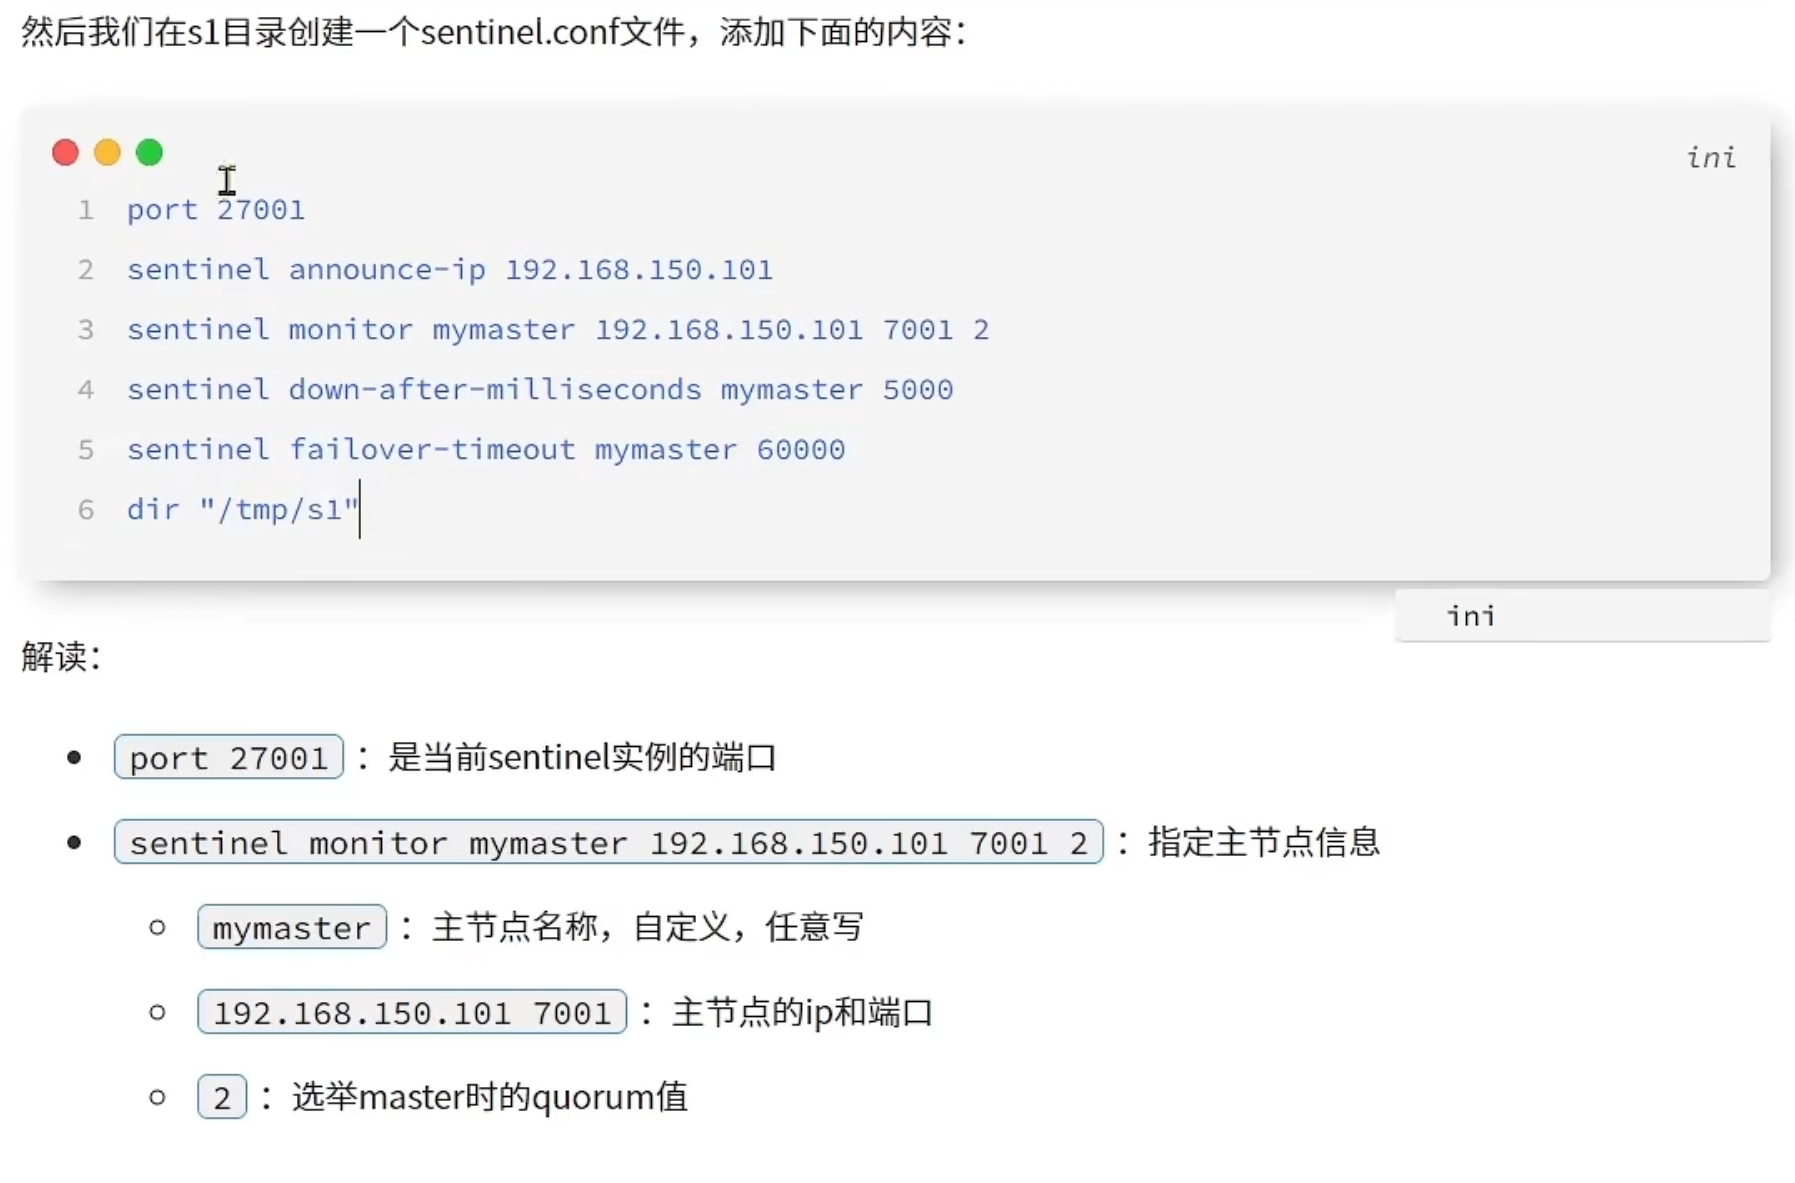 然后我们在s1目录创建一个sentinel.conf文件，添加下面的内容：
ini
1 port 27001
2 sentinel announce-ip 192.168.150.101
3 sentinel monitor mymaster 192.168.150.101 7001 2
4 sentinel down-after-milliseconds mymaster 5000
5 sentinel failover-timeout mymaster 60000
6 dir "/tmp/s1"
ini
解读：
• port 27001 ：是当前sentinel实例的端口
• sentinel monitor mymaster 192.168.150.101 7001 2 ：指定主节点信息
○ mymaster ：主节点名称，自定义，任意写
○ 192.168.150.101 7001 ：主节点的ip和端口
○ 2 ：选举master时的quorum值